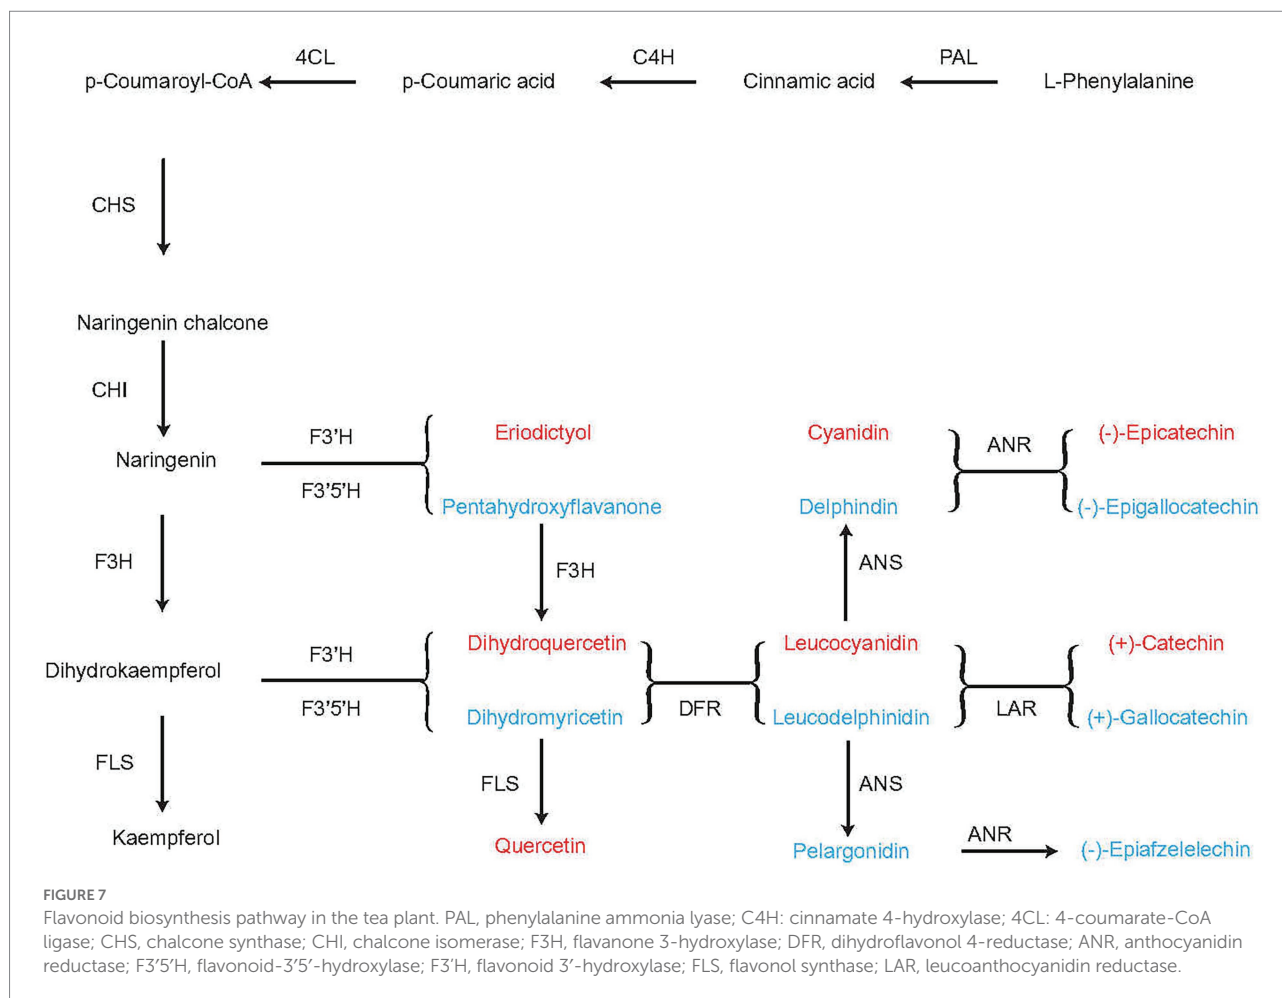 4CL C4H PAL
p-Coumaroyl-CoA p-Coumaric acid Cinnamic acid L-Phenylalanine
CHS
Naringenin chalcone
CHI
F3'H Eriodictyol Cyanidin ANR (-)-Epicatechin
Naringenin
F3'5'H Pentahydroxyflavanone Delphindin (-)-Epigallocatechin
F3H F3H ANS
F3'H Dihydroquercetin Leucocyanidin (+)-Catechin
Dihydrokaempferol
F3'5'H Dihydromyricetin DFR Leucodelphinidin LAR (+)-Gallocatechin
FLS FLS ANS
Kaempferol Quercetin Pelargonidin ANR (-)-Epiafzelelechin
FIGURE 7
Flavonoid biosynthesis pathway in the tea plant. PAL, phenylalanine ammonia lyase; C4H: cinnamate 4-hydroxylase; 4CL: 4-coumarate-CoA
ligase; CHS, chalcone synthase; CHI, chalcone isomerase; F3H, flavanone 3-hydroxylase; DFR, dihydroflavonol 4-reductase; ANR, anthocyanidin
reductase; F3′5′H, flavonoid-3′5′-hydroxylase; F3′H, flavonoid 3′-hydroxylase; FLS, flavonol synthase; LAR, leucoanthocyanidin reductase.